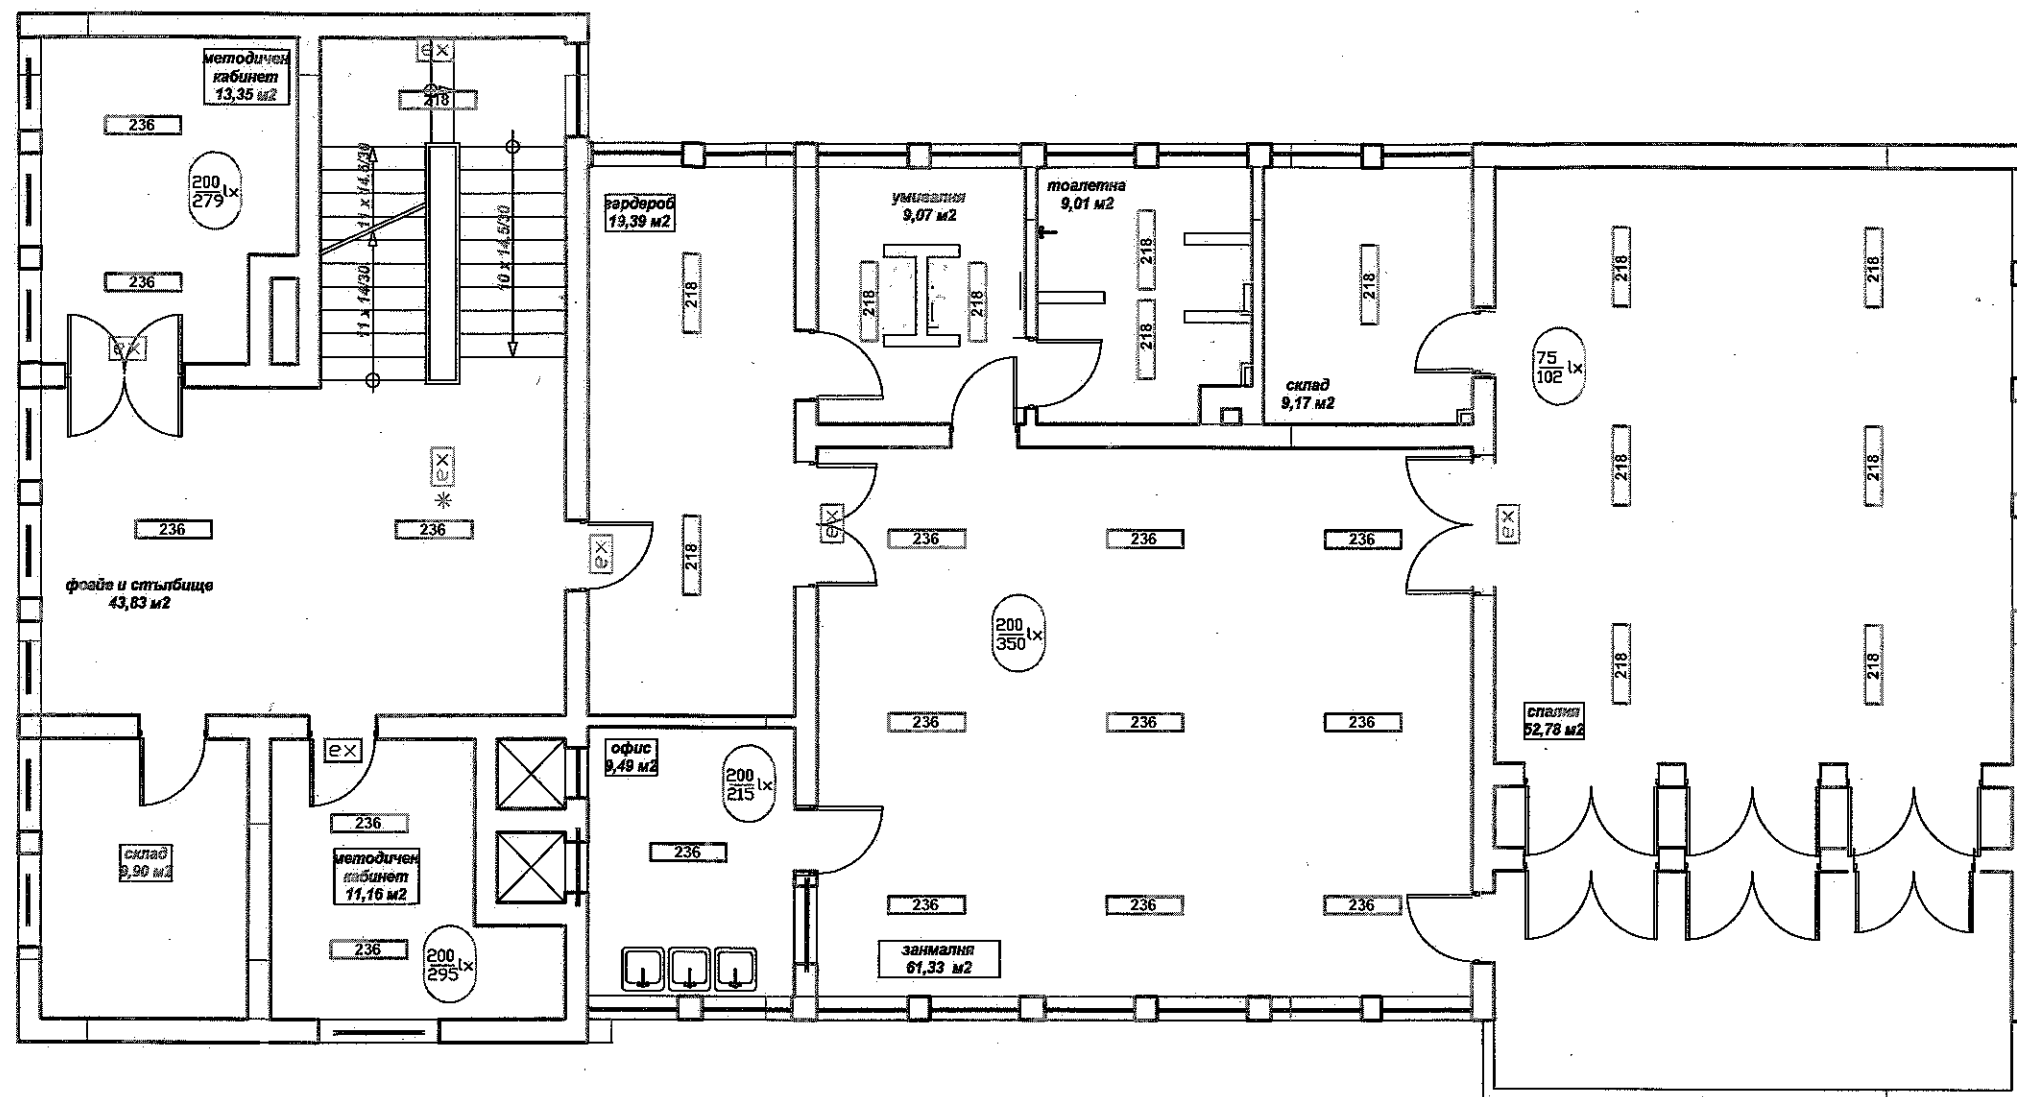 методичен
кабинет
13,35 м2
ex
218
236
200
279 lx
236
ex
11 x 14.5/30
11 x 14/30
10 x 14,5/30
гардероб
19,39 м2
218
умивалня
9,07 м2
218
218
тоалетна
9,01 м2
218
218
218
склад
9,17 м2
218
218
75
102 lx
218
218
218
218
ex
236
236
фоайе и стълбище
43,83 м2
ex
218
ex
236
236
236
ex
200
350 lx
236
236
236
спалня
52,78 м2
ex
офис
9,49 м2
200
215 lx
236
236
склад
9,90 м2
методичен
кабинет
11,16 м2
236
200
295 lx
236
236
236
занималня
61,33 м2